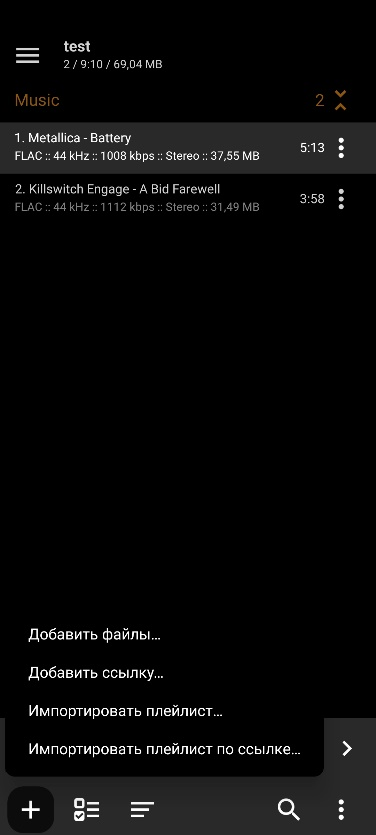 test
2 / 9:10 / 69,04 MB
Music 2
1. Metallica - Battery
FLAC :: 44 kHz :: 1008 kbps :: Stereo :: 37,55 MB
5:13
2. Killswitch Engage - A Bid Farewell
FLAC :: 44 kHz :: 1112 kbps :: Stereo :: 31,49 MB
3:58
Добавить файлы...
Добавить ссылку...
Импортировать плейлист...
Импортировать плейлист по ссылке...